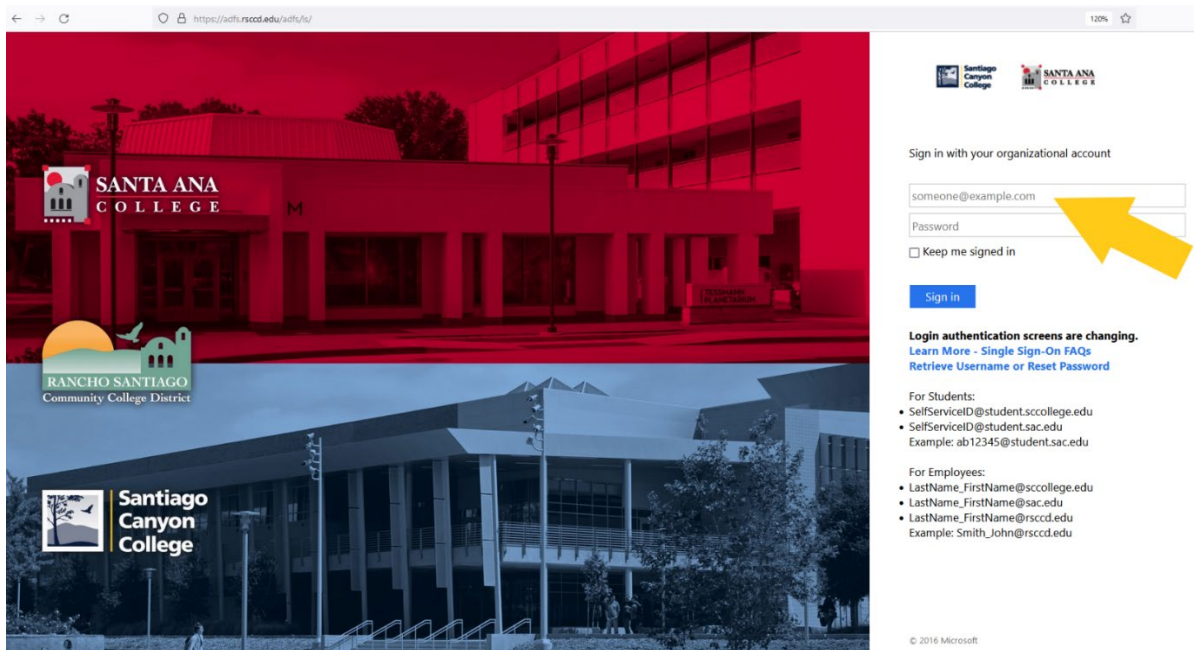 https://adfs.rsccd.edu/adfs/ls/
120%
SANTA ANA
COLLEGE
M
TESSMANN
PLANETARIUM
RANCHO SANTIAGO
Community College District
Santiago
Canyon
College
Santiago
Canyon
College
SANTA ANA
COLLEGE
Sign in with your organizational account
someone@example.com
Password
Keep me signed in
Sign in
Login authentication screens are changing.
Learn More - Single Sign-On FAQs
Retrieve Username or Reset Password
For Students:
• SelfServiceID@student.sccollege.edu
• SelfServiceID@student.sac.edu
Example: ab12345@student.sac.edu
For Employees:
• LastName_FirstName@sccollege.edu
• LastName_FirstName@sac.edu
• LastName_FirstName@rsccd.edu
Example: Smith_John@rsccd.edu
© 2016 Microsoft